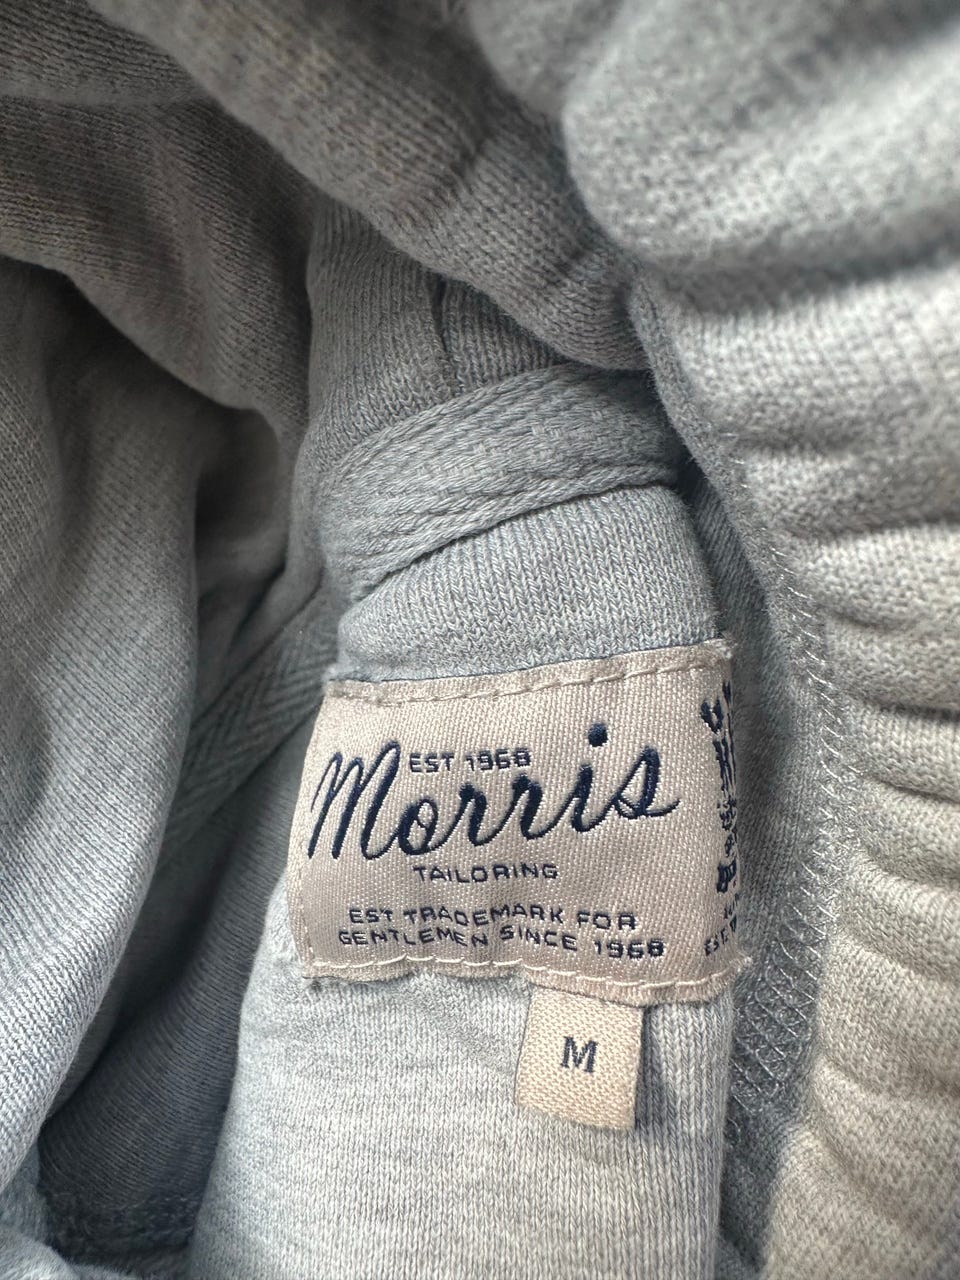 EST 1968
Morris
TAILORING
EST TRADEMARK FOR
GENTLEMEN SINCE 1968
M